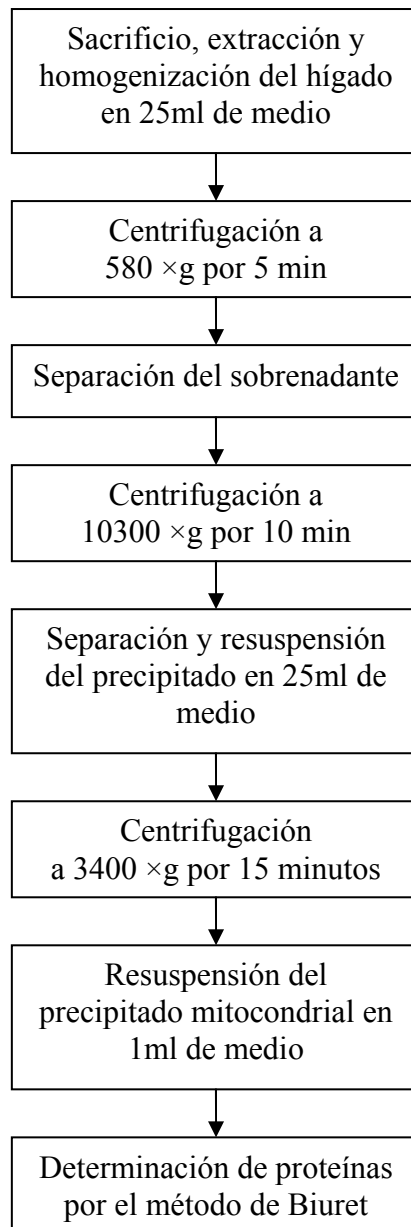 Sacrificio, extracción y
homogenización del hígado
en 25ml de medio
Centrifugación a
580 ×g por 5 min
Separación del sobrenadante
Centrifugación a
10300 ×g por 10 min
Separación y resuspensión
del precipitado en 25ml de
medio
Centrifugación
a 3400 ×g por 15 minutos
Resuspensión del
precipitado mitocondrial en
1ml de medio
Determinación de proteínas
por el método de Biuret